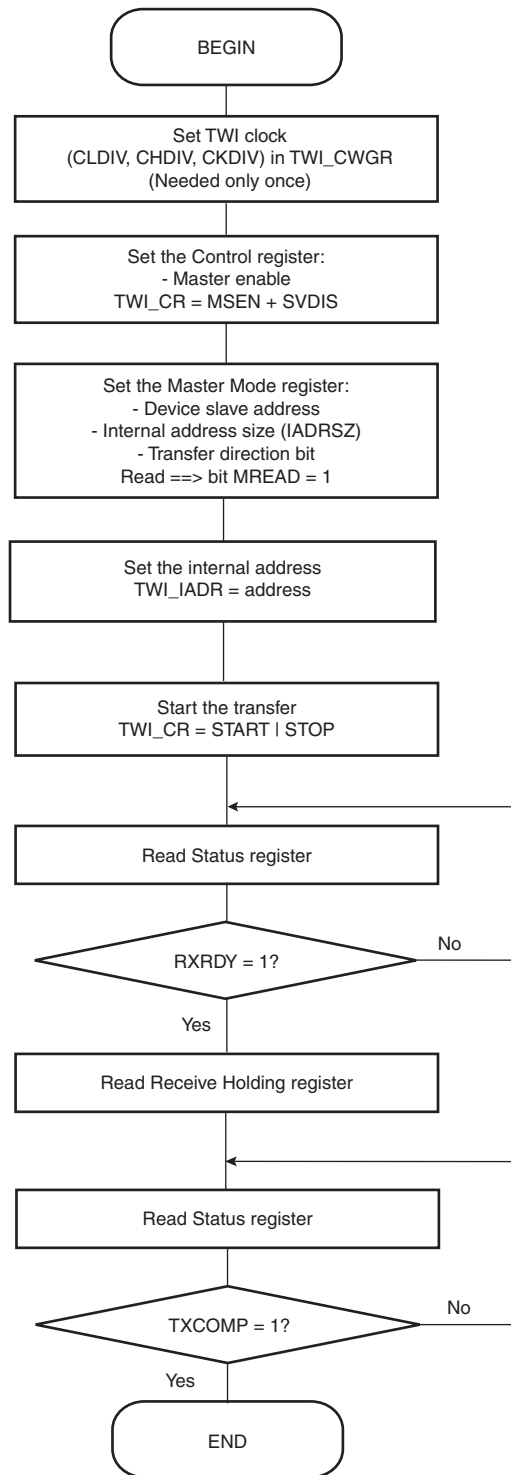 BEGIN
Set TWI clock
(CLDIV, CHDIV, CKDIV) in TWI_CWGR
(Needed only once)
Set the Control register:
- Master enable
TWI_CR = MSEN + SVDIS
Set the Master Mode register:
- Device slave address
- Internal address size (IADRSZ)
- Transfer direction bit
Read ==> bit MREAD = 1
Set the internal address
TWI_IADR = address
Start the transfer
TWI_CR = START | STOP
Read Status register
RXRDY = 1?
No
Yes
Read Receive Holding register
Read Status register
TXCOMP = 1?
No
Yes
END